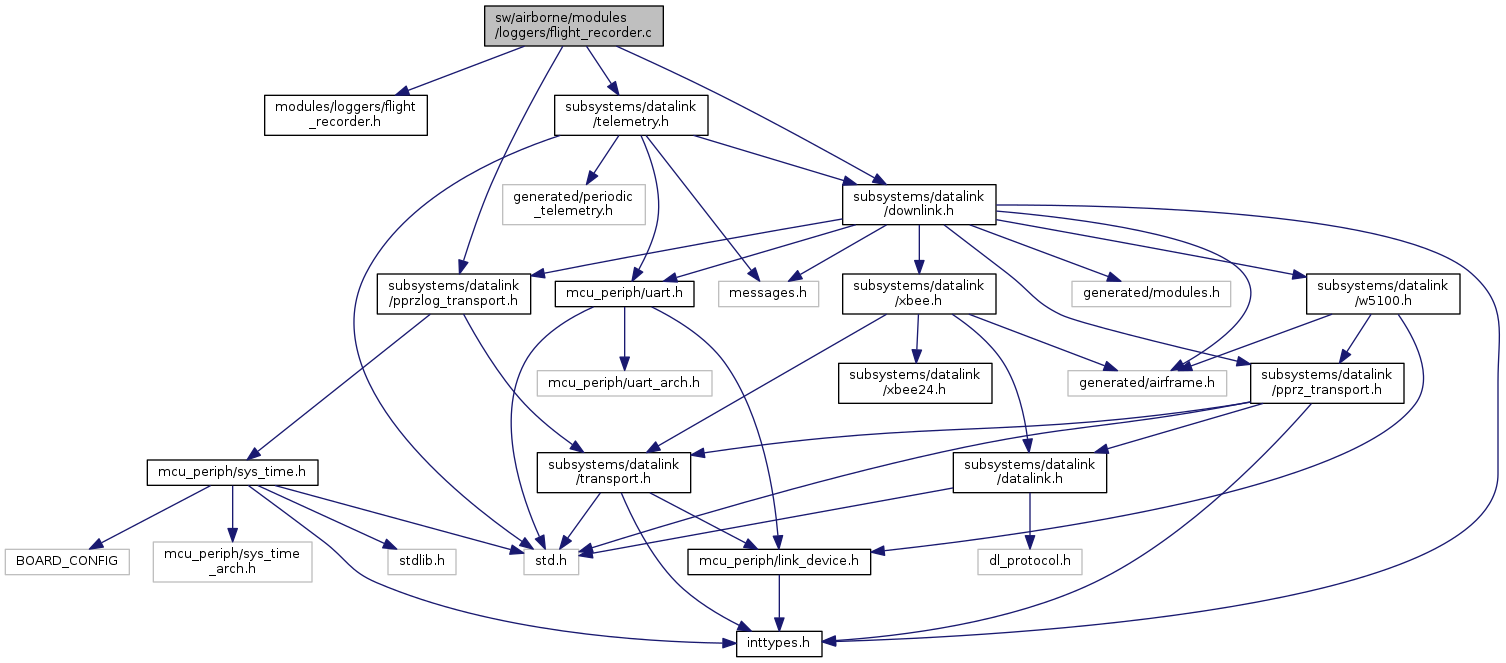 sw/airborne/modules
/loggers/flight_recorder.c
modules/loggers/flight
_recorder.h
subsystems/datalink
/telemetry.h
generated/periodic
_telemetry.h
subsystems/datalink
/downlink.h
subsystems/datalink
/pprzlog_transport.h
mcu_periph/uart.h
messages.h
subsystems/datalink
/xbee.h
generated/modules.h
subsystems/datalink
/w5100.h
mcu_periph/uart_arch.h
subsystems/datalink
/xbee24.h
generated/airframe.h
subsystems/datalink
/pprz_transport.h
mcu_periph/sys_time.h
subsystems/datalink
/transport.h
subsystems/datalink
/datalink.h
BOARD_CONFIG
mcu_periph/sys_time
_arch.h
stdlib.h
std.h
mcu_periph/link_device.h
dl_protocol.h
inttypes.h